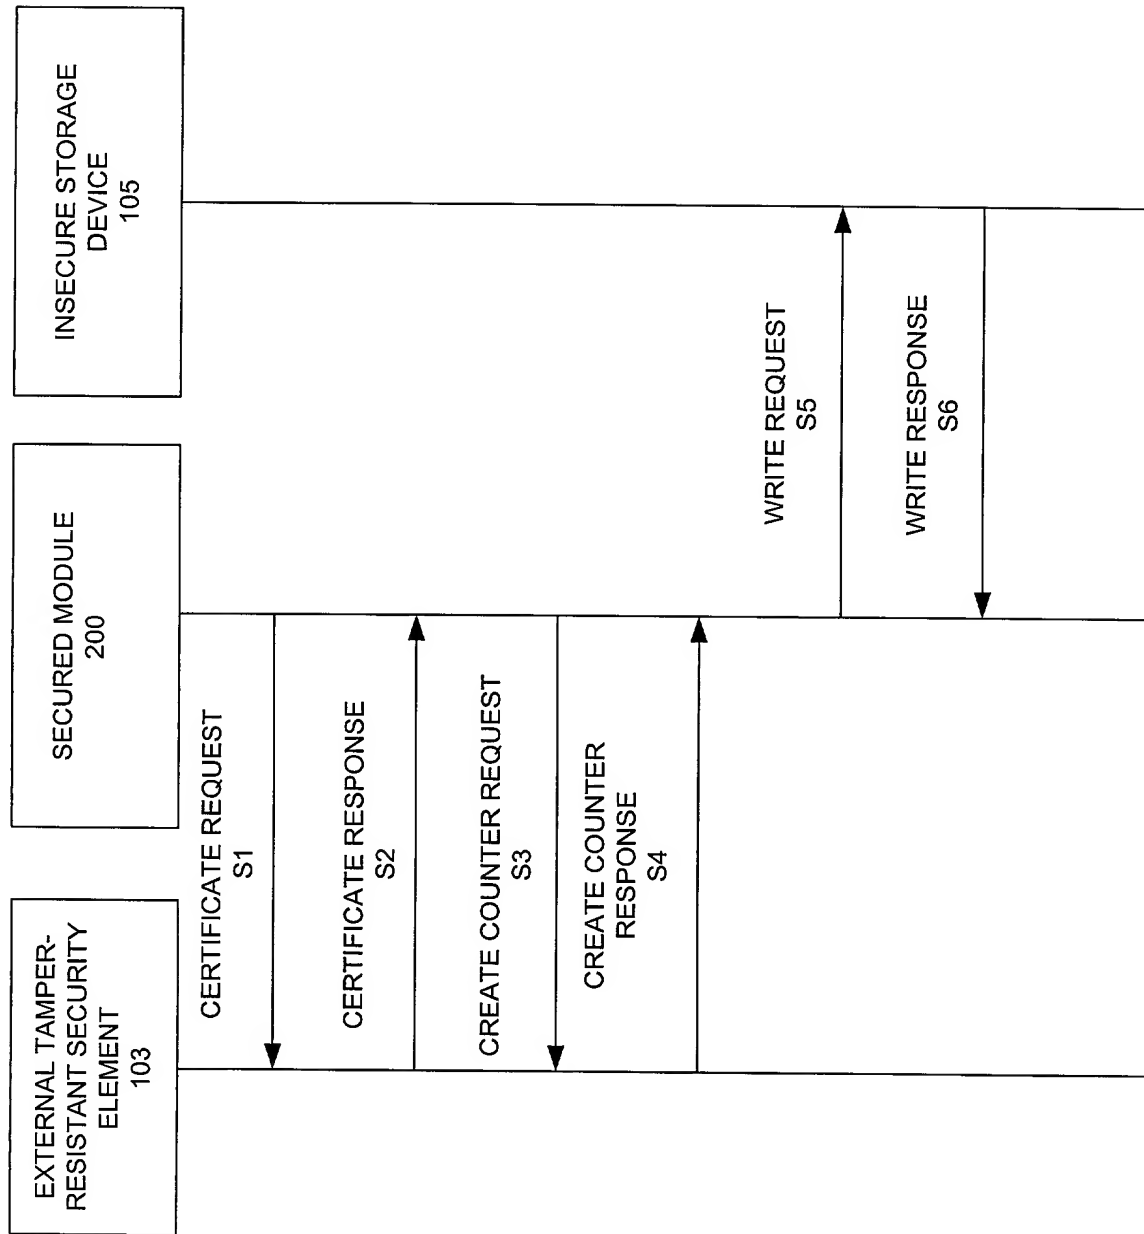 EXTERNAL TAMPER-
RESISTANT SECURITY
ELEMENT
103
SECURED MODULE
200
INSECURE STORAGE
DEVICE
105
CERTIFICATE REQUEST
S1
CERTIFICATE RESPONSE
S2
CREATE COUNTER REQUEST
S3
CREATE COUNTER
RESPONSE
S4
WRITE REQUEST
S5
WRITE RESPONSE
S6